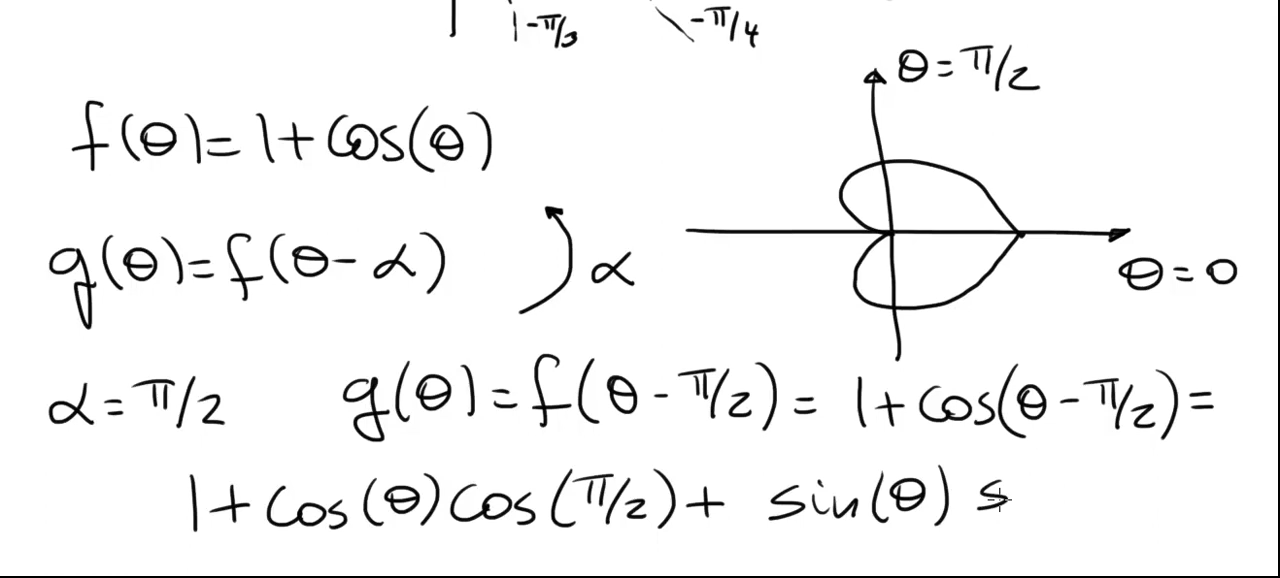 -π/3 -π/4
θ = π/2
f(θ) = 1 + cos(θ)
g(θ) = f(θ - α) α
θ = 0
α = π/2 g(θ) = f(θ - π/2) = 1 + cos(θ - π/2) =
1 + cos(θ) cos(π/2) + sin(θ) s